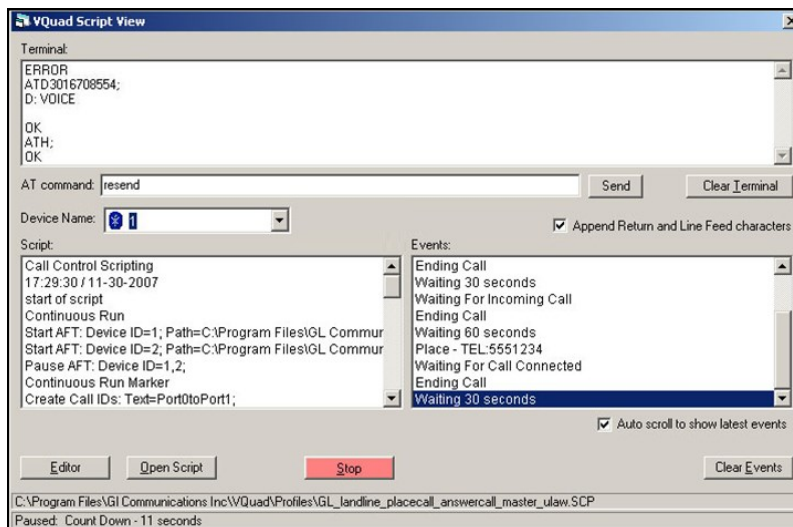 VQuad Script View
Terminal:
ERROR
ATD3016708554;
D: VOICE
OK
ATH;
OK
AT command: resend Send Clear Terminal
Device Name: 1
Append Return and Line Feed characters
Script:
Call Control Scripting
17:29:30 / 11-30-2007
start of script
Continuous Run
Start AFT: Device ID=1; Path=C:\Program Files\GL Commur
Start AFT: Device ID=2; Path=C:\Program Files\GL Commur
Pause AFT: Device ID=1,2;
Continuous Run Marker
Create Call IDs: Text=Port0toPort1;
Events:
Ending Call
Waiting 30 seconds
Waiting For Incoming Call
Ending Call
Waiting 60 seconds
Place - TEL:5551234
Waiting For Call Connected
Ending Call
Waiting 30 seconds
Auto scroll to show latest events
Editor Open Script Stop Clear Events
C:\Program Files\Gl Communications Inc\VQuad\Profiles\GL_landline_placecall_answercall_master_ulaw.SCP
Paused: Count Down - 11 seconds